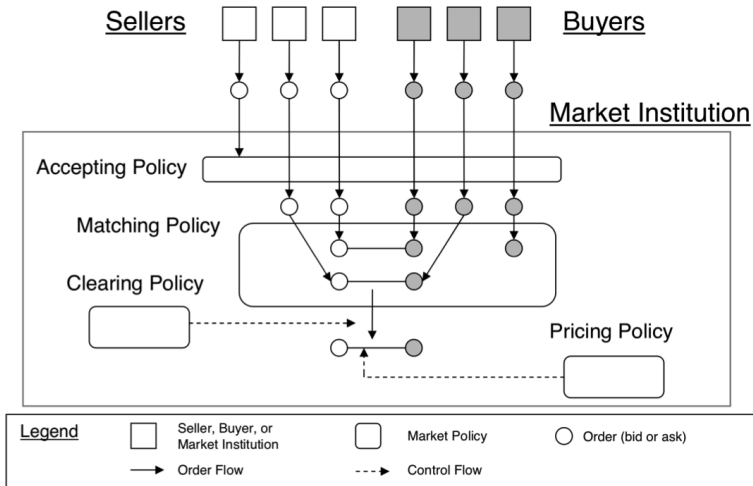 Sellers
Buyers
Market Institution
Accepting Policy
Matching Policy
Clearing Policy
Pricing Policy
Legend
Seller, Buyer, or
Market Institution
Market Policy
Order (bid or ask)
Order Flow
Control Flow